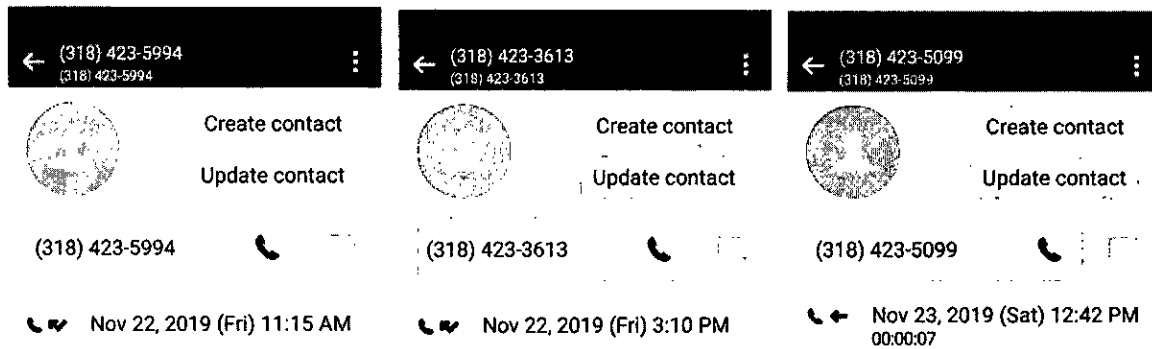 (318) 423-5994
(318) 423-5994
Create contact
Update contact
(318) 423-5994
Nov 22, 2019 (Fri) 11:15 AM
(318) 423-3613
(318) 423-3613
Create contact
Update contact
(318) 423-3613
Nov 22, 2019 (Fri) 3:10 PM
(318) 423-5099
(318) 423-5099
Create contact
Update contact
(318) 423-5099
Nov 23, 2019 (Sat) 12:42 PM
00:00:07